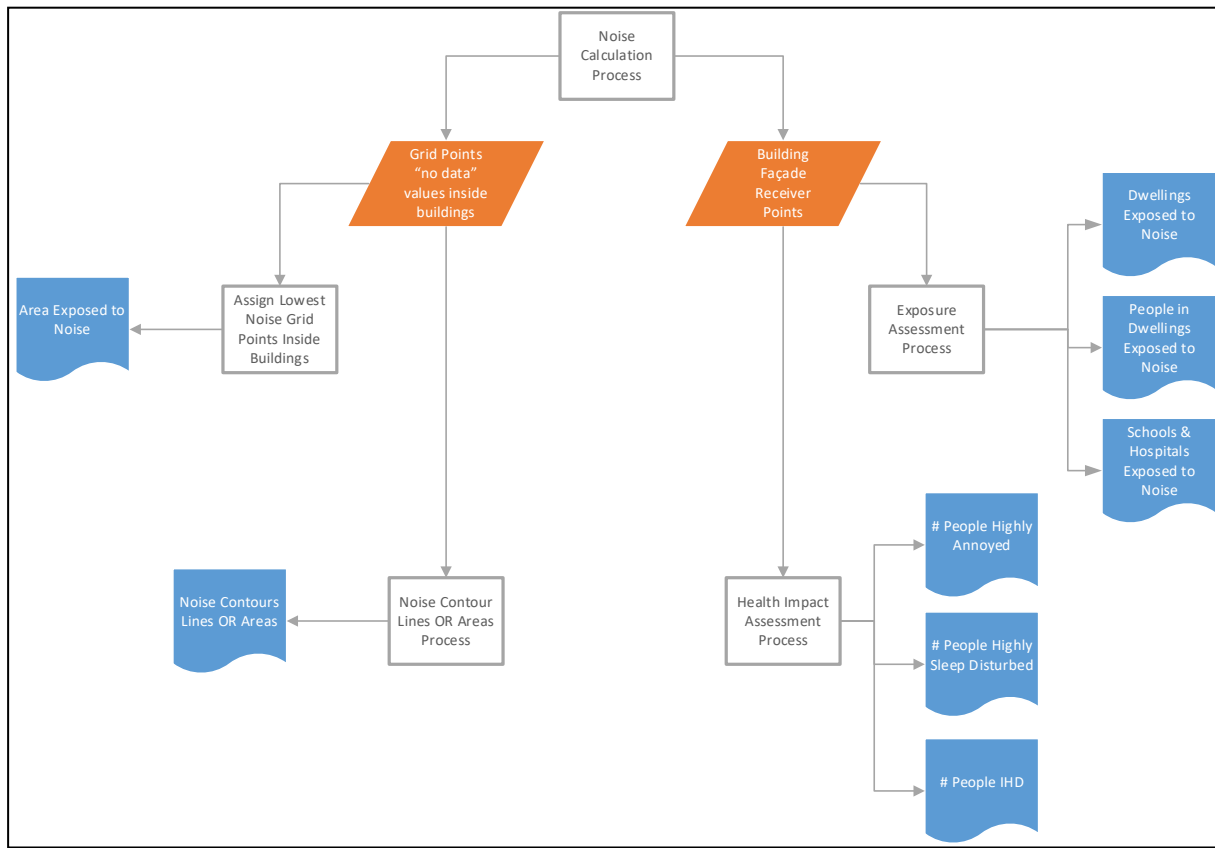 Noise
Calculation
Process
Grid Points
“no data”
values inside
buildings
Building
Façade
Receiver
Points
Dwellings
Exposed to
Noise
Area Exposed to
Noise
Assign Lowest
Noise Grid
Points Inside
Buildings
Exposure
Assessment
Process
People in
Dwellings
Exposed to
Noise
Schools &
Hospitals
Exposed to
Noise
# People Highly
Annoyed
Noise Contours
Lines OR Areas
Noise Contour
Lines OR Areas
Process
Health Impact
Assessment
Process
# People Highly
Sleep Disturbed
# People IHD